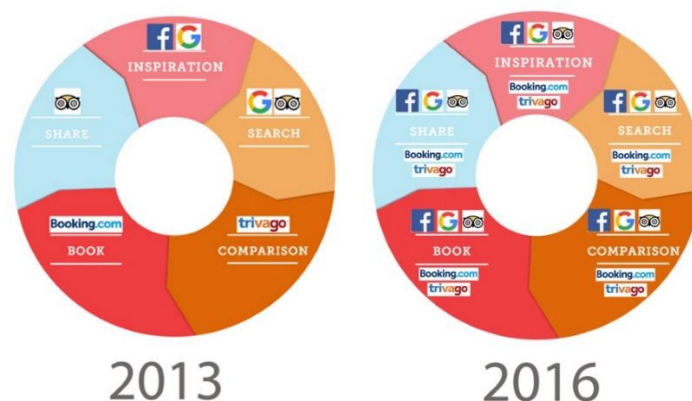 INSPIRATION
SEARCH
trivago
COMPARISON
Booking.com
BOOK
SHARE
2013
INSPIRATION
Booking.com
trivago
SEARCH
Booking.com
trivago
COMPARISON
Booking.com
trivago
BOOK
Booking.com
trivago
SHARE
Booking.com
trivago
2016